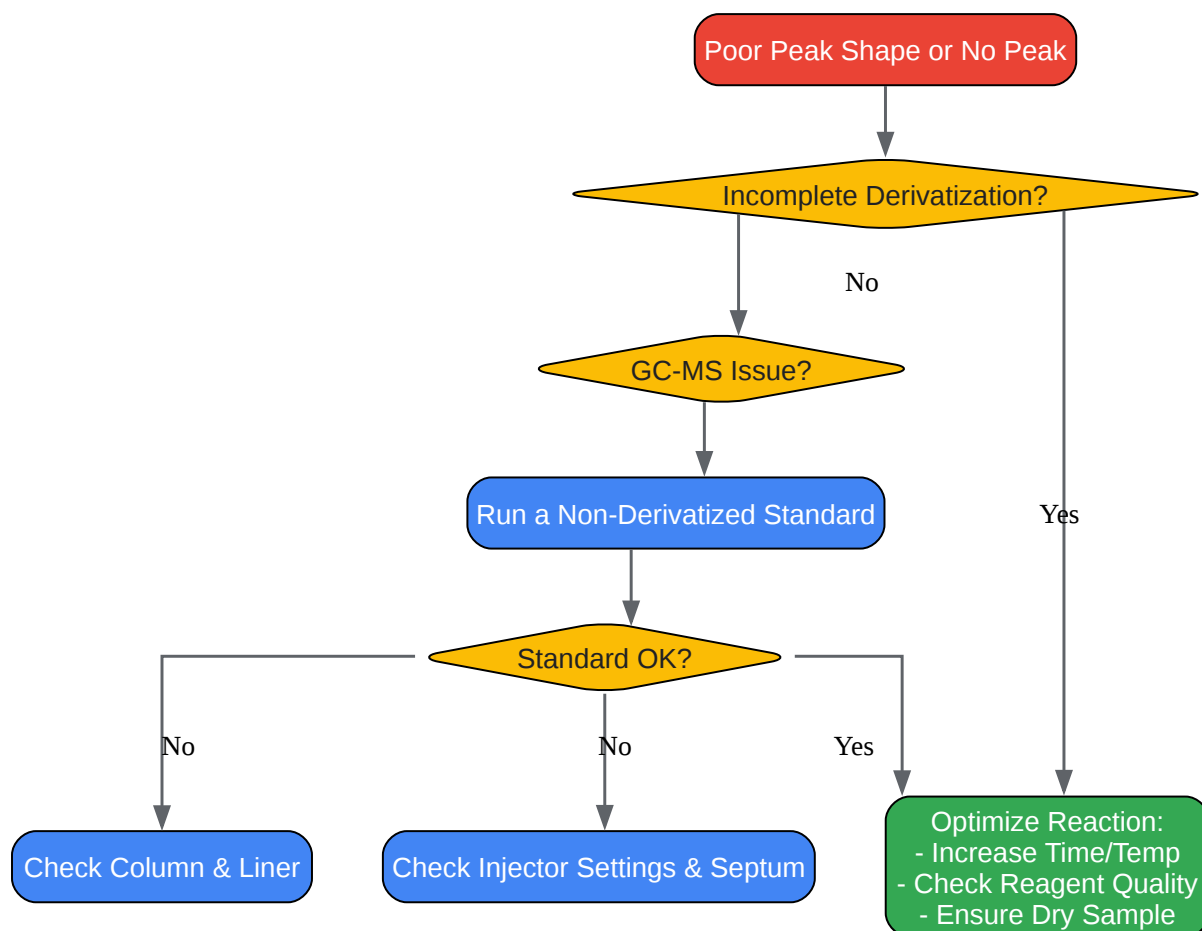 Poor Peak Shape or No Peak
Incomplete Derivatization?
No
GC-MS Issue?
Run a Non-Derivatized Standard
Yes
Standard OK?
No
No
Yes
Check Column & Liner
Check Injector Settings & Septum
Optimize Reaction:
- Increase Time/Temp
- Check Reagent Quality
- Ensure Dry Sample